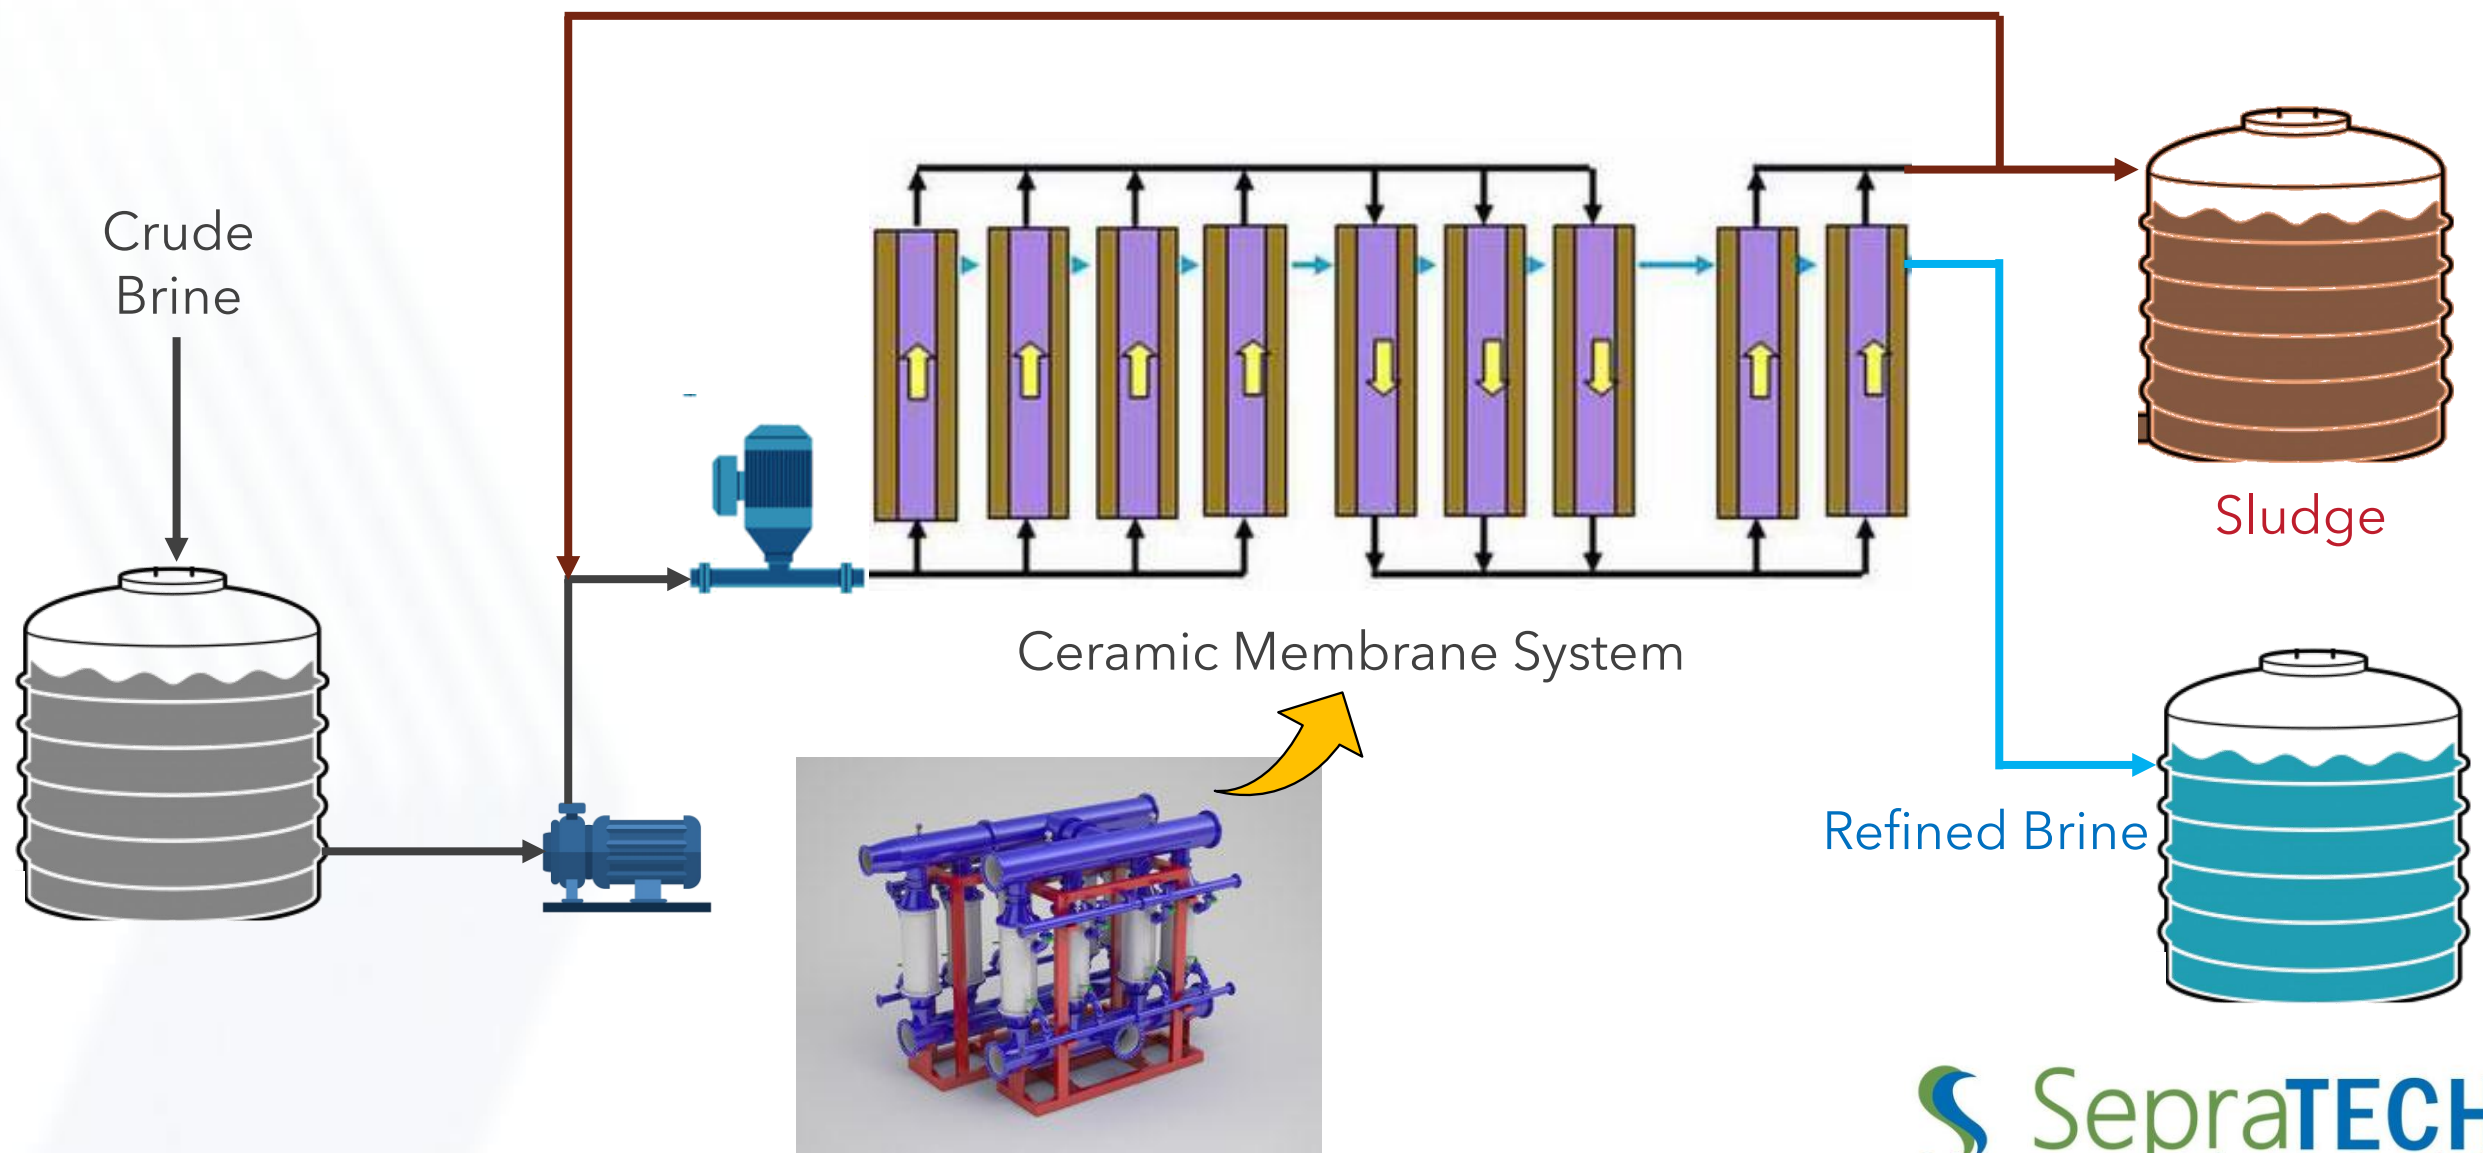 Crude
Brine
Sludge
Ceramic Membrane System
Refined Brine
SepraTECH